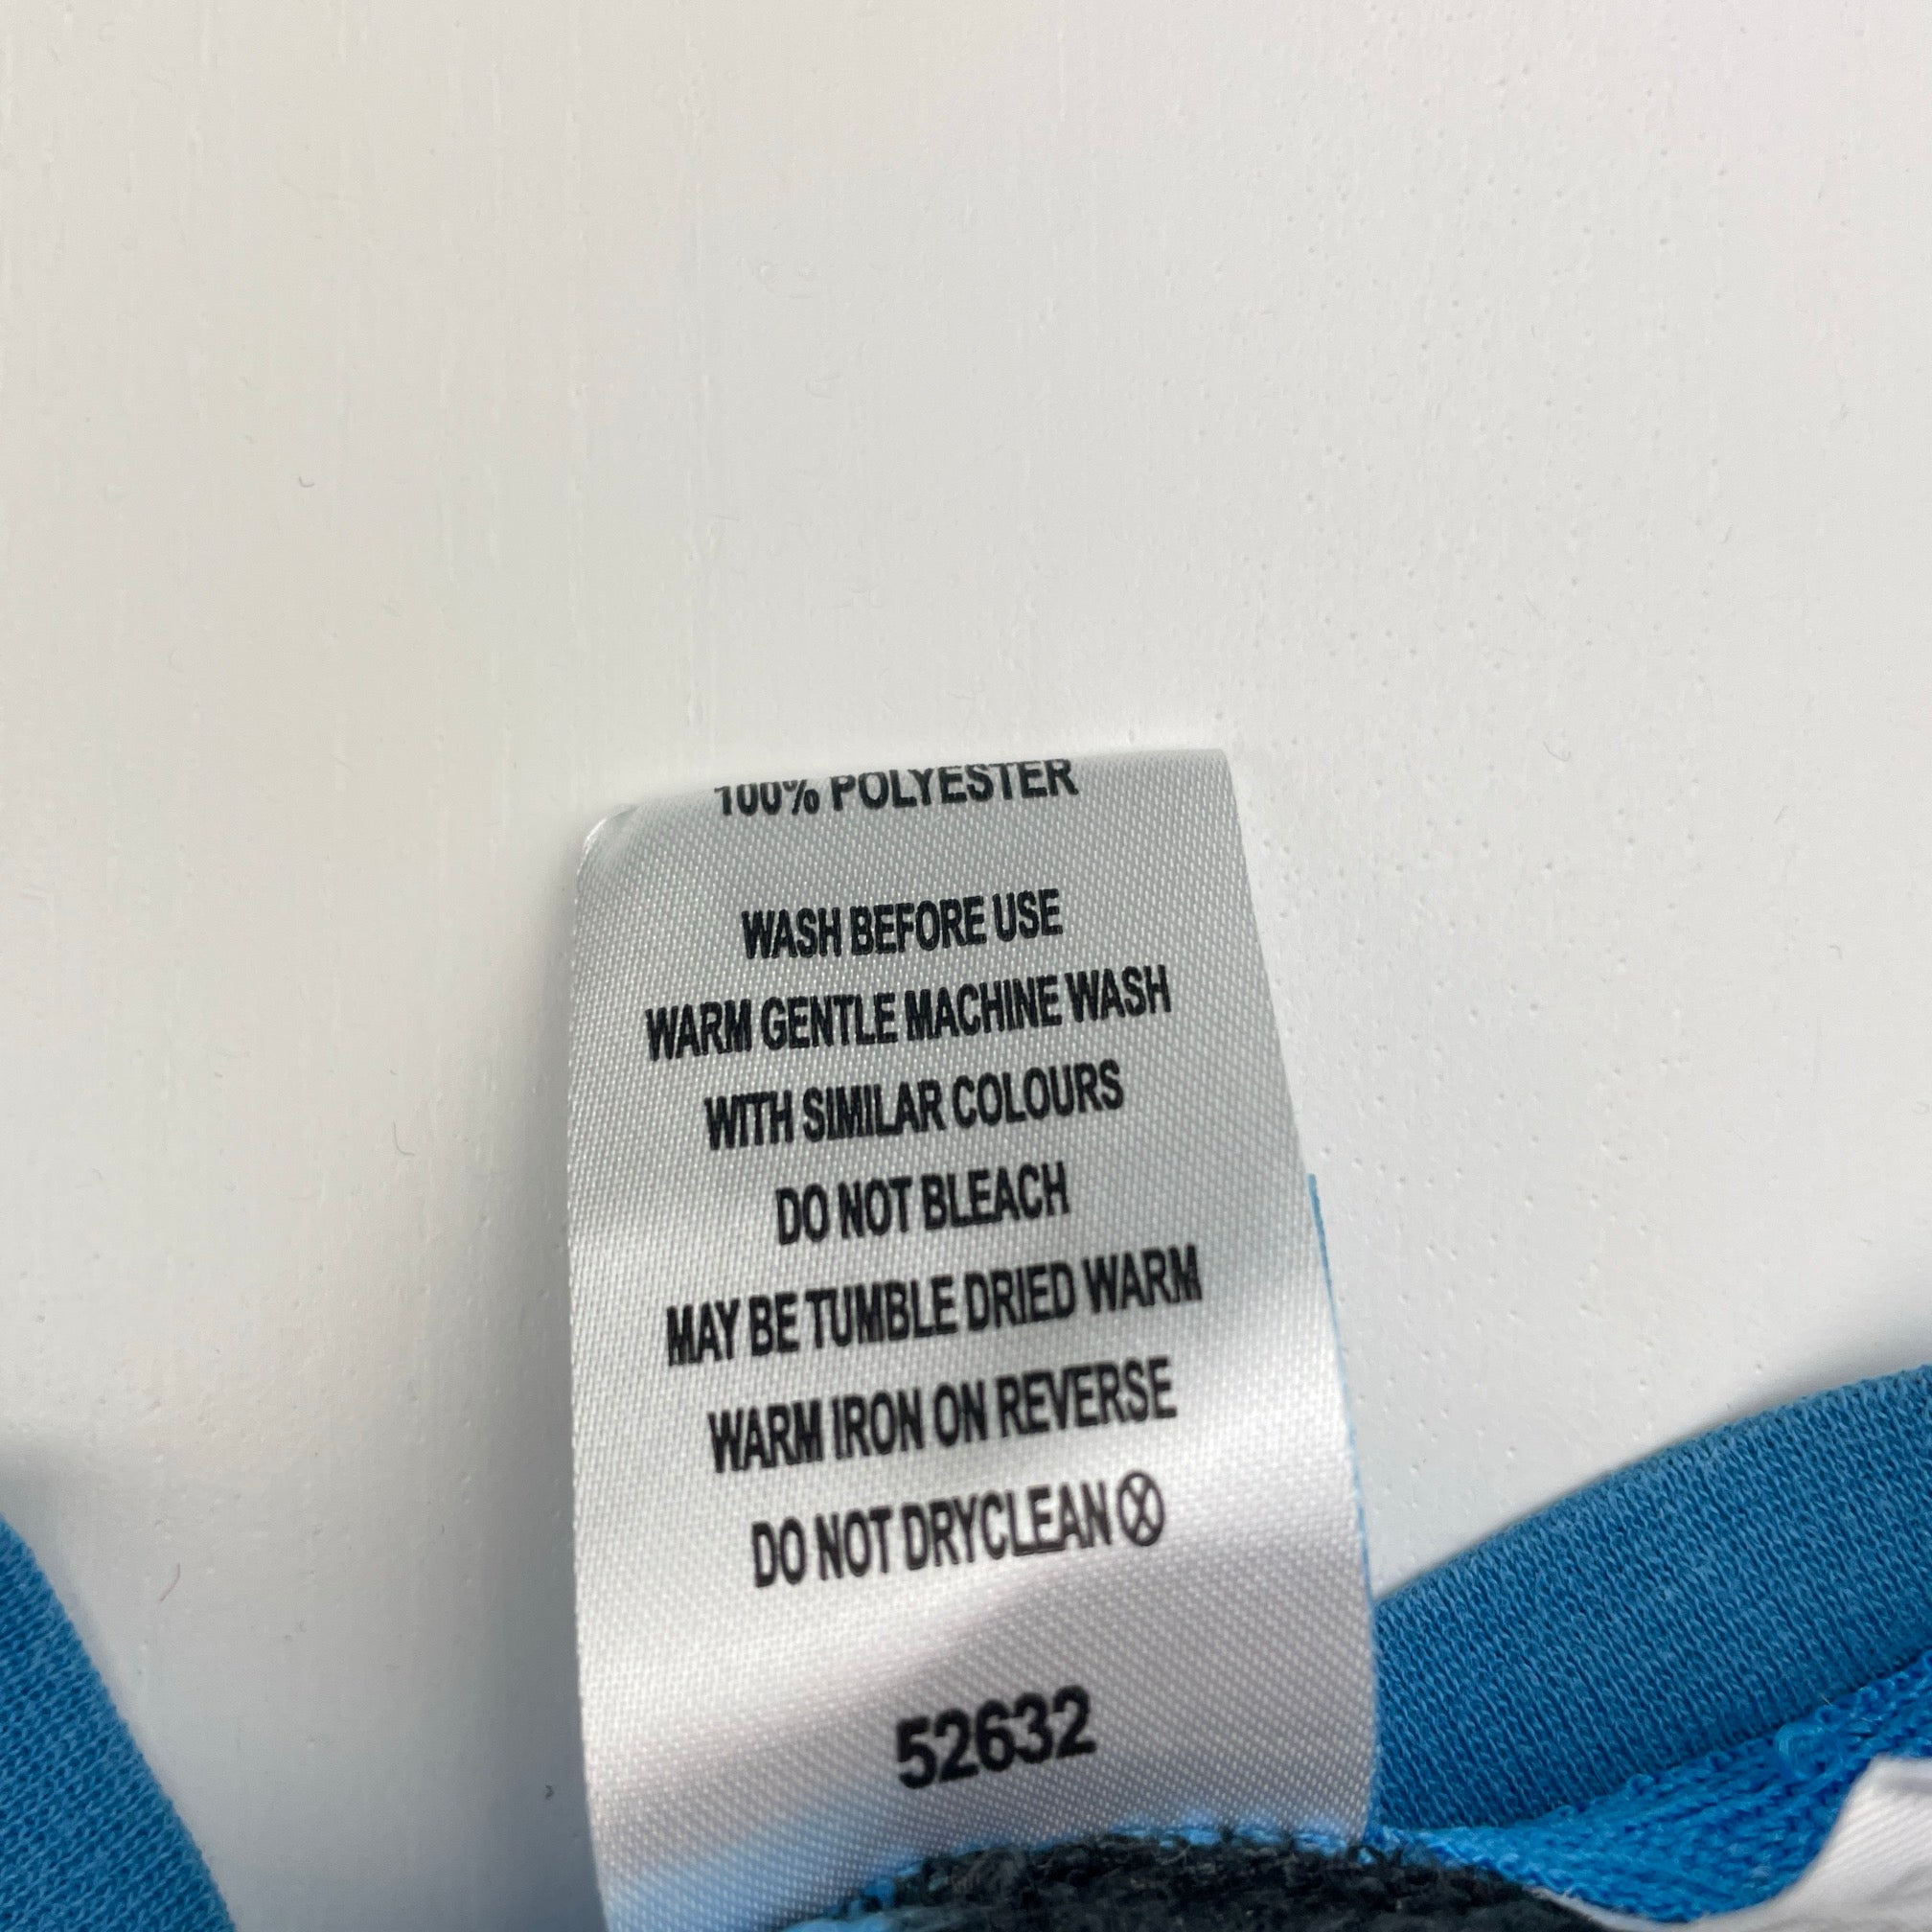 100% POLYESTER
WASH BEFORE USE
WARM GENTLE MACHINE WASH
WITH SIMILAR COLOURS
DO NOT BLEACH
MAY BE TUMBLE DRIED WARM
WARM IRON ON REVERSE
DO NOT DRYCLEAN
52632